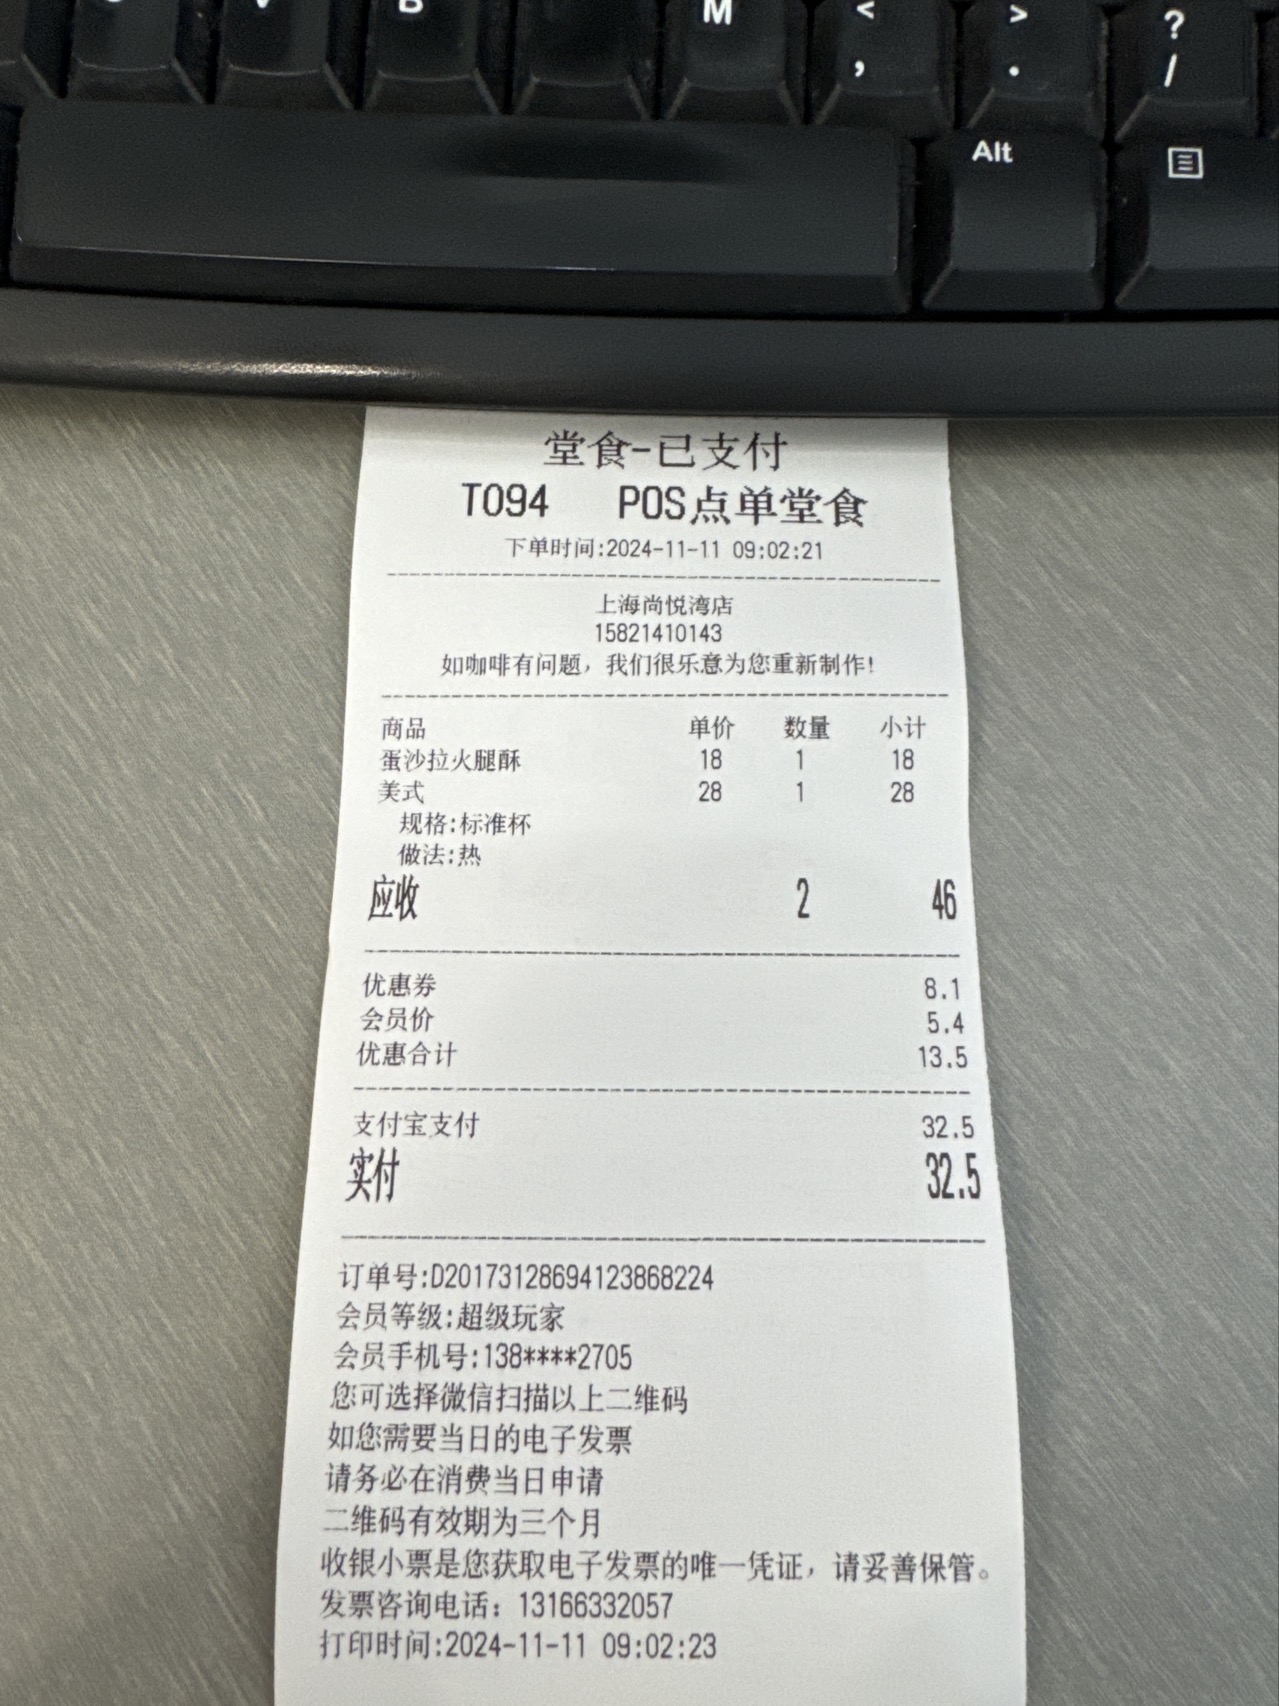 B
M
<
>
?
,
.
/
Alt
堂食-已支付
T094 POS点单堂食
下单时间:2024-11-11 09:02:21
上海尚悦湾店
15821410143
如咖啡有问题，我们很乐意为您重新制作!
商品 单价 数量 小计
蛋沙拉火腿酥 18 1 18
美式 28 1 28
规格:标准杯
做法:热
应收 2 46
优惠券 8.1
会员价 5.4
优惠合计 13.5
支付宝支付 32.5
实付 32.5
订单号:D20173128694123868224
会员等级:超级玩家
会员手机号:138****2705
您可选择微信扫描以上二维码
如您需要当日的电子发票
请务必在消费当日申请
二维码有效期为三个月
收银小票是您获取电子发票的唯一凭证，请妥善保管。
发票咨询电话：13166332057
打印时间:2024-11-11 09:02:23